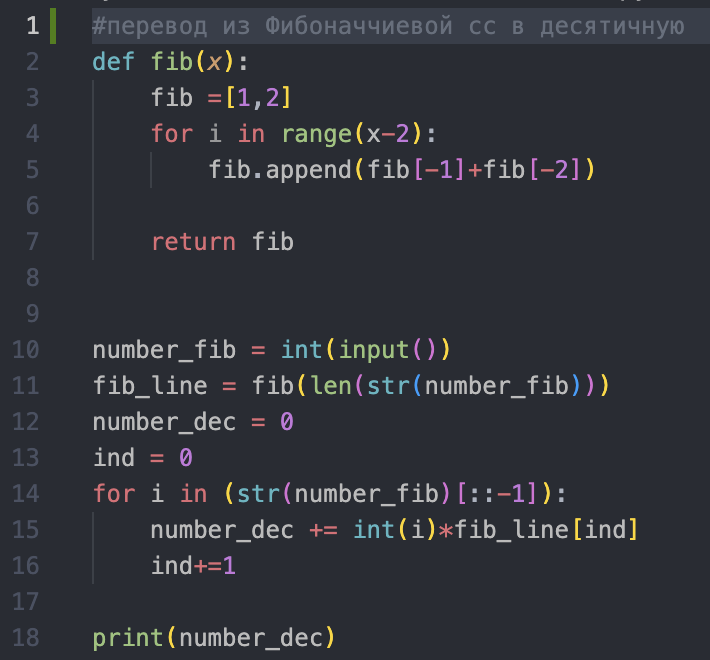 1 #перевод из Фибоначчиевой сс в десятичную
2 def fib(x):
3     fib =[1,2]
4     for i in range(x-2):
5         fib.append(fib[-1]+fib[-2])
6
7     return fib
8
9
10 number_fib = int(input())
11 fib_line = fib(len(str(number_fib)))
12 number_dec = 0
13 ind = 0
14 for i in (str(number_fib)[::-1]):
15     number_dec += int(i)*fib_line[ind]
16     ind+=1
17
18 print(number_dec)